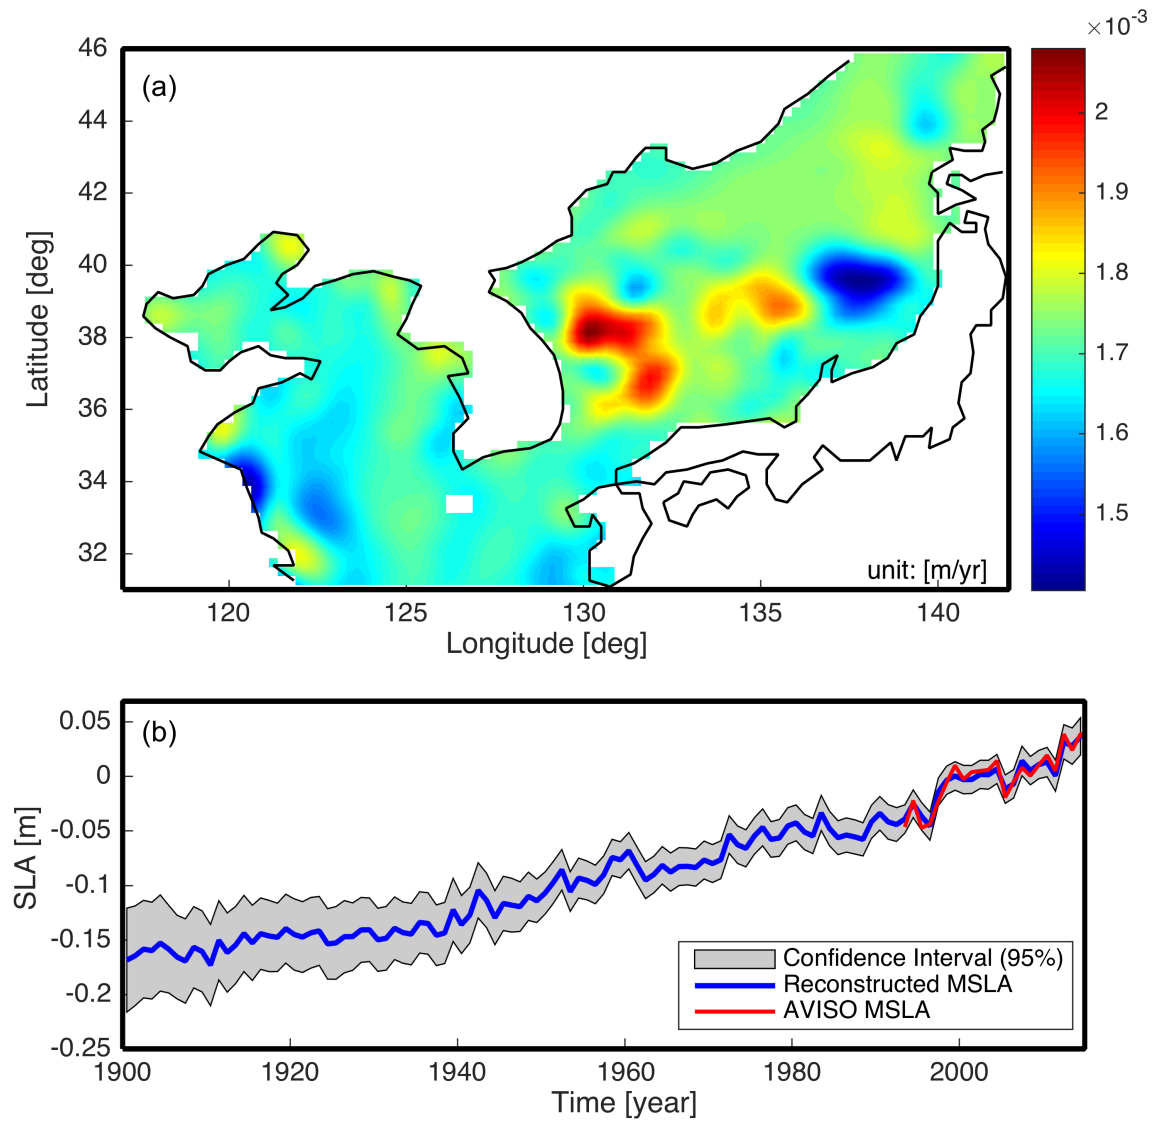 ×10⁻³
(a)
46
44
42
40
38
36
34
32
Latitude [deg]
2
1.9
1.8
1.7
1.6
1.5
unit: [m/yr]
120 125 130 135 140
Longitude [deg]
(b)
0.05
0
-0.05
-0.1
-0.15
-0.2
-0.25
SLA [m]
Confidence Interval (95%)
Reconstructed MSLA
AVISO MSLA
1900 1920 1940 1960 1980 2000
Time [year]